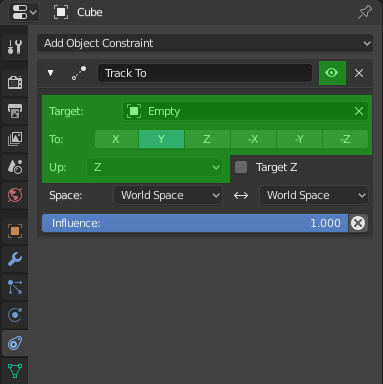 Cube
Add Object Constraint
Track To
Target: Empty
To: X Y Z -X -Y -Z
Up: Z Target Z
Space: World Space World Space
Influence: 1.000